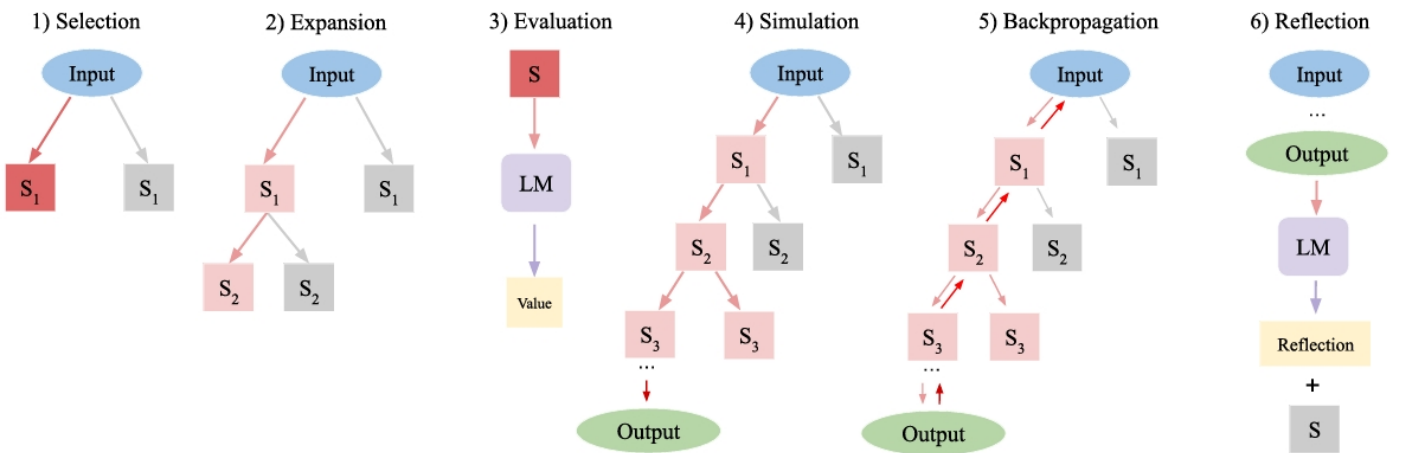 1) Selection
Input
S1
S1
2) Expansion
Input
S1
S1
S2
S2
3) Evaluation
S
LM
Value
4) Simulation
Input
S1
S1
S2
S2
S3
S3
...
Output
5) Backpropagation
Input
S1
S1
S2
S2
S3
S3
...
Output
6) Reflection
Input
...
Output
LM
Reflection
+
S